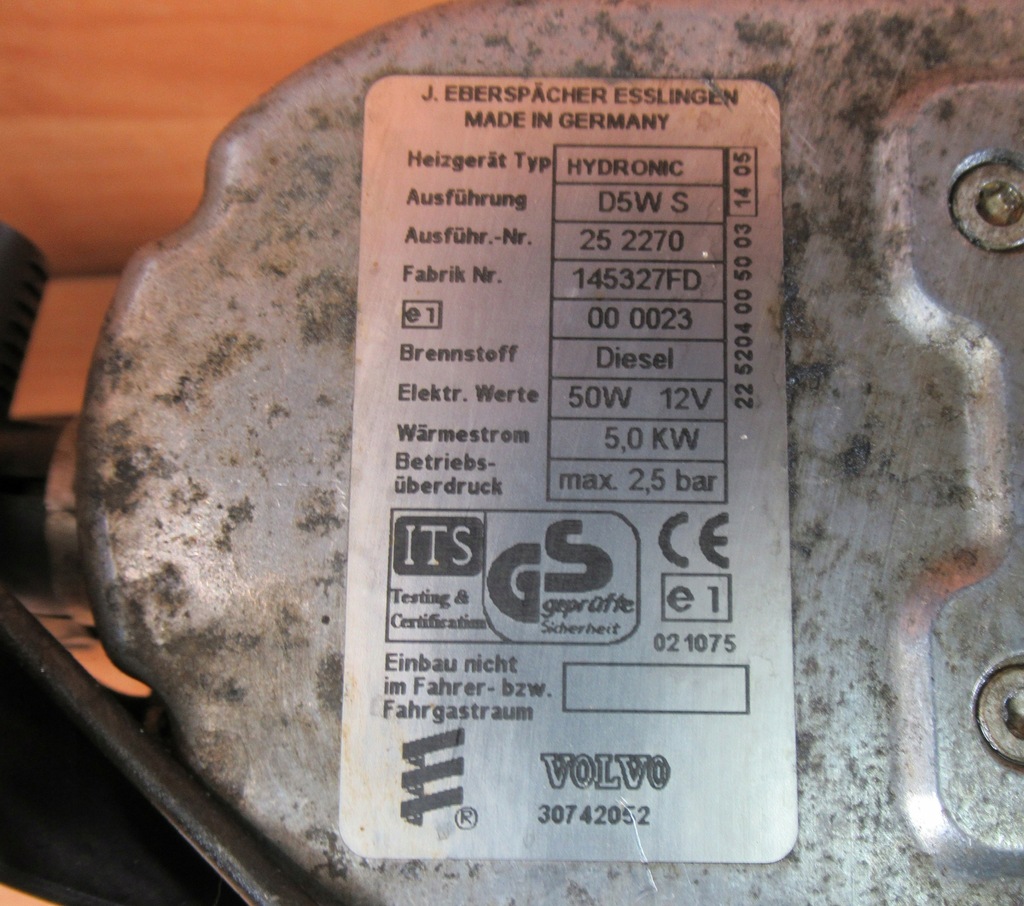 J. EBERSPÄCHER ESSLINGEN
MADE IN GERMANY
Heizgerät Typ HYDRONIC
Ausführung D5W S
Ausführ.-Nr. 25 2270
Fabrik Nr. 145327FD
e1 00 0023
Brennstoff Diesel
Elektr. Werte 50W 12V
Wärmestrom 5,0 KW
Betriebs-
überdruck max. 2,5 bar
22 5204 00 50 03 14 05
ITS
Testing &
Certification
GS
geprüfte
Sicherheit
CE
e1
021075
Einbau nicht
im Fahrer- bzw.
Fahrgastraum
®
VOLVO
30742052